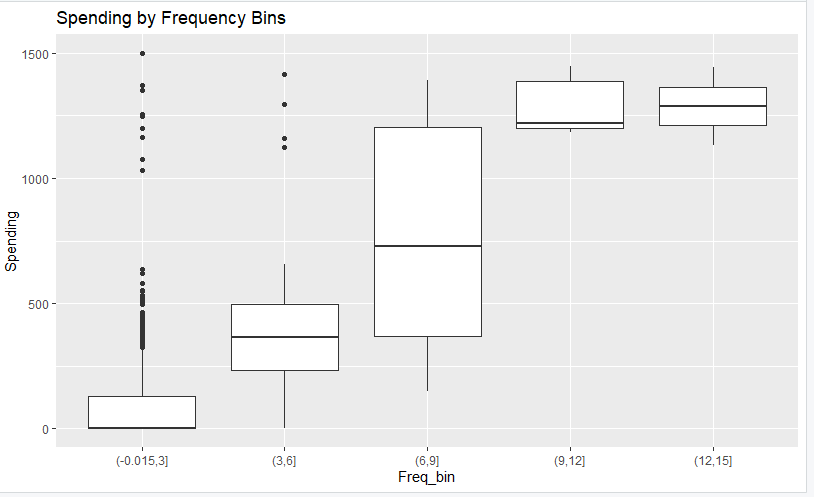 Spending by Frequency Bins
Spending
1500
1000
500
0
(-0.015,3] (3,6] (6,9] (9,12] (12,15]
Freq_bin